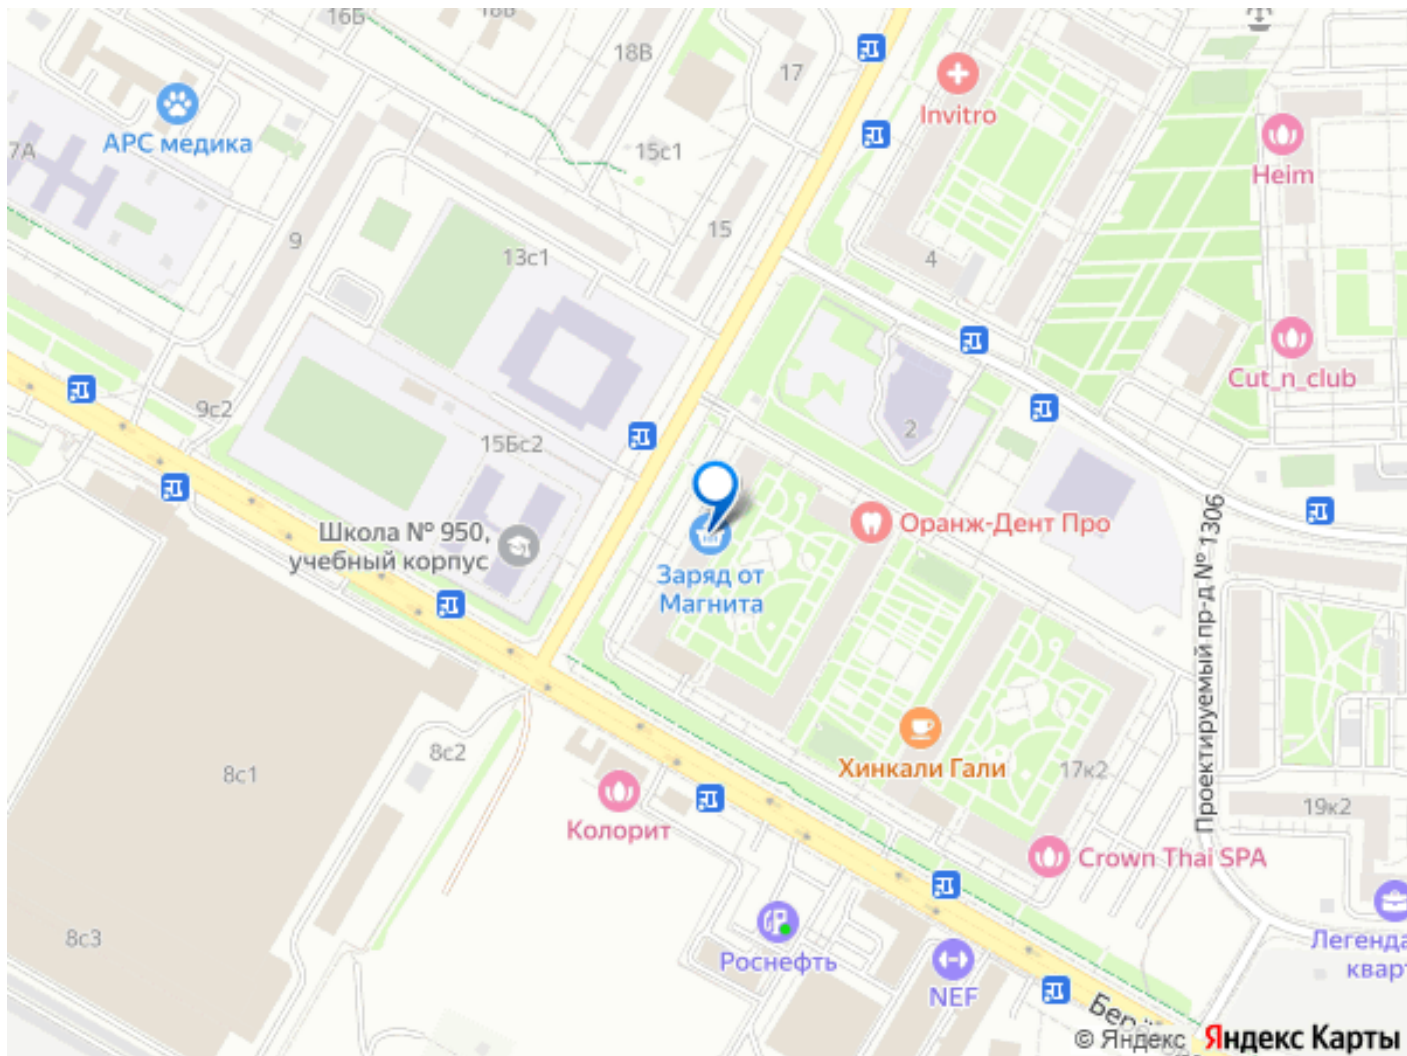 16Б
18В
17
Invitro
АРС медика
7А
15с1
Heim
9
13с1
15
4
Cut_n_club
9с2
15Бс2
2
Школа № 950,
учебный корпус
Оранж-Дент Про
Заряд от
Магнита
Проектируемый пр-д № 1306
8с1
8с2
Хинкали Гали
17к2
19к2
Колорит
Crown Thai SPA
8с3
Роснефть
NEF
Легенда
кварт
© Яндекс Яндекс Карты